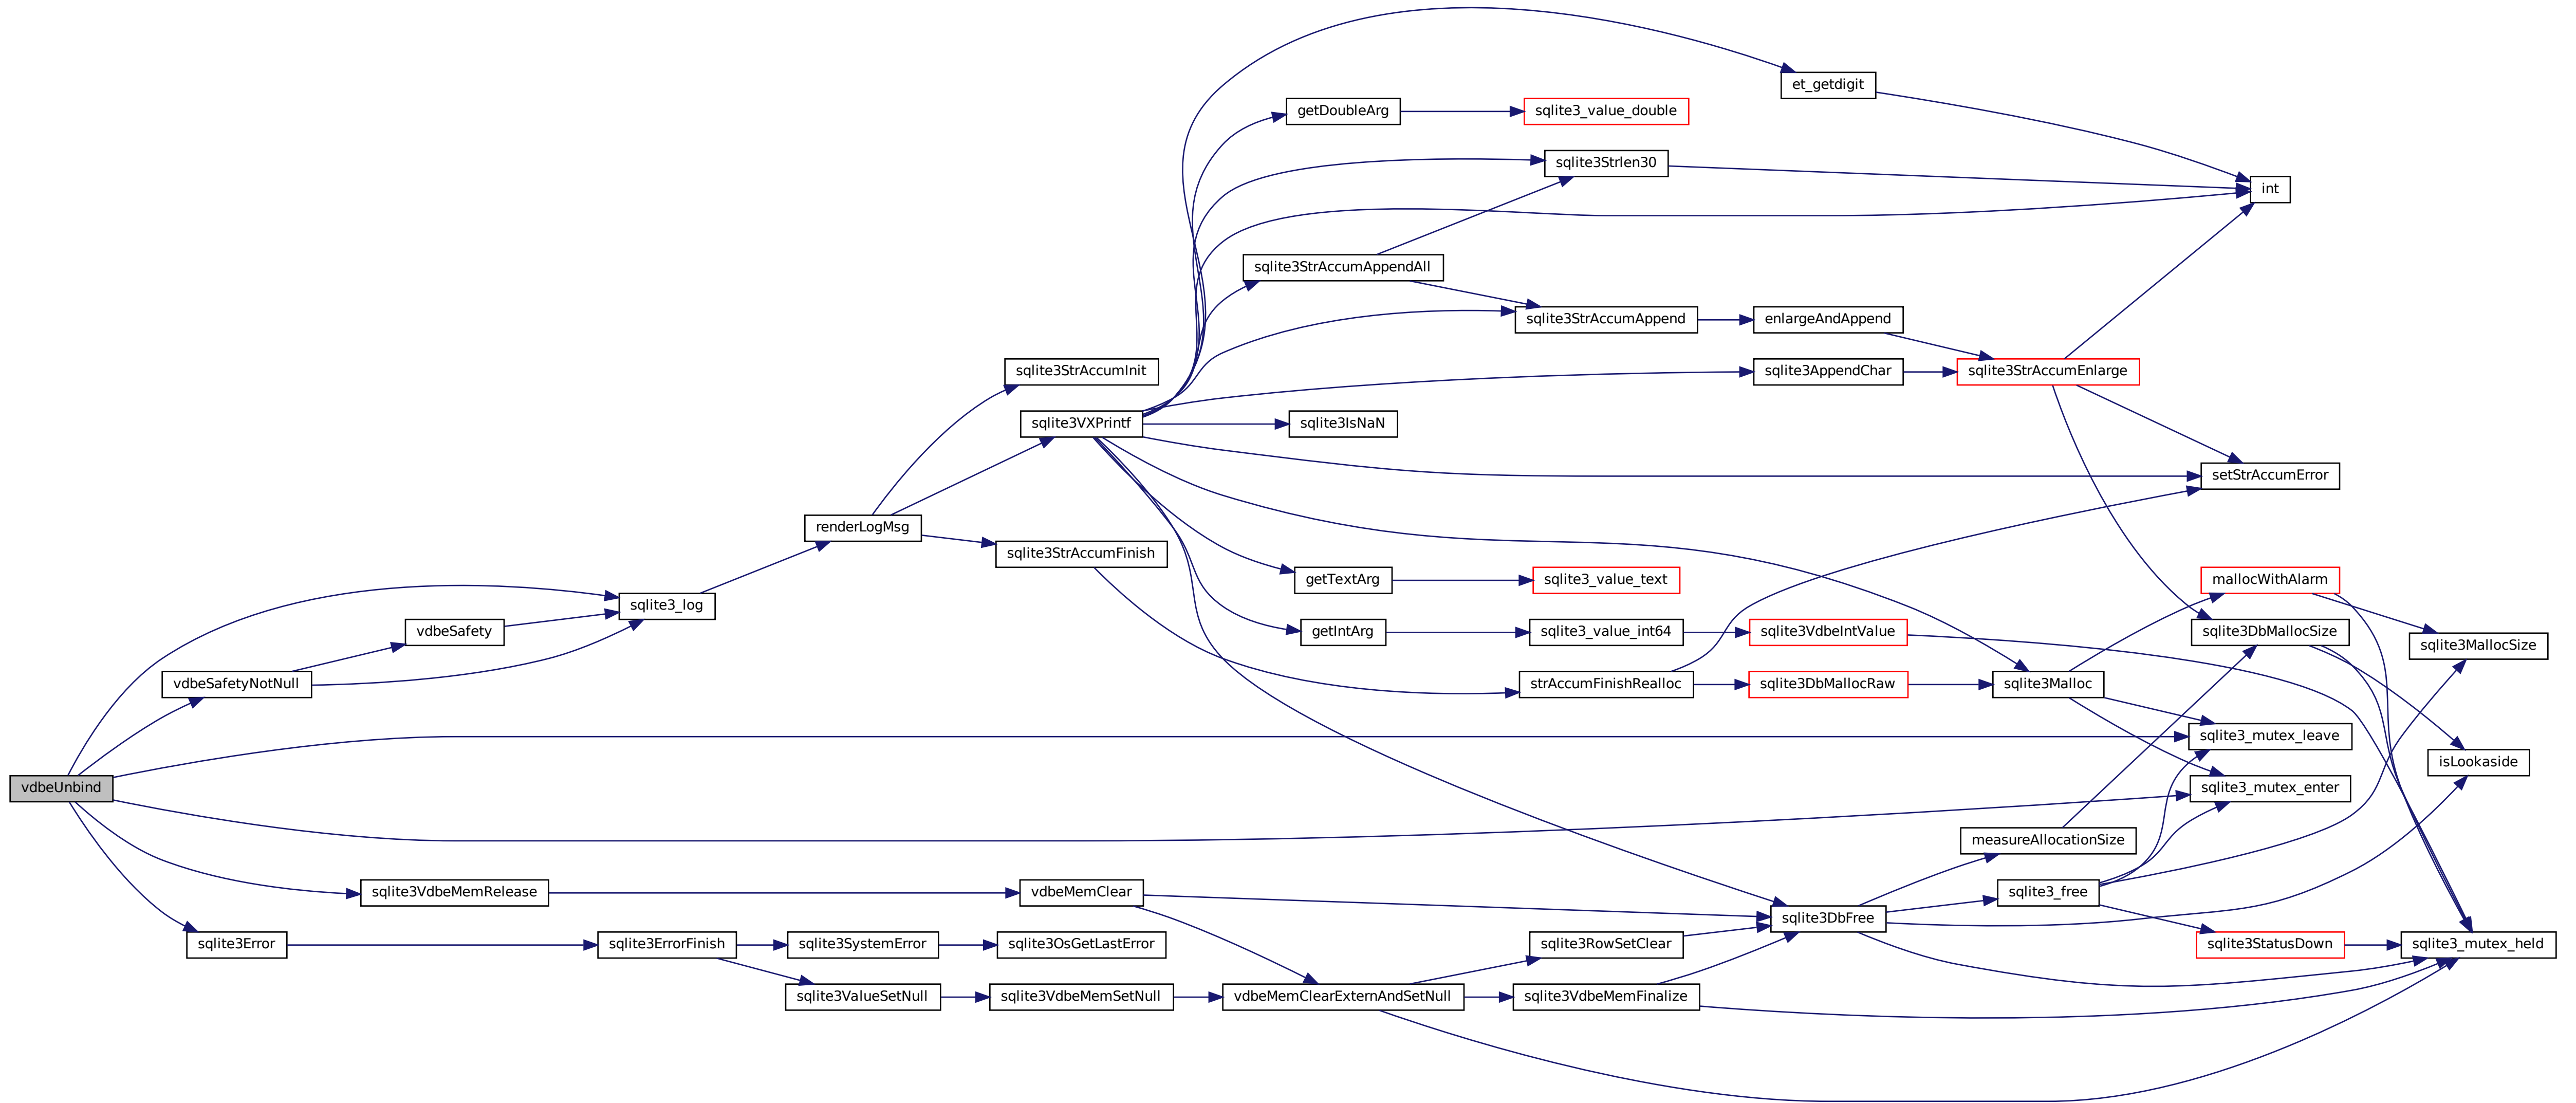 vdbeUnbind
vdbeSafetyNotNull
vdbeSafety
sqlite3_log
renderLogMsg
sqlite3StrAccumInit
sqlite3VXPrintf
sqlite3StrAccumFinish
et_getdigit
getDoubleArg
sqlite3_value_double
sqlite3Strlen30
int
sqlite3StrAccumAppendAll
sqlite3StrAccumAppend
enlargeAndAppend
sqlite3AppendChar
sqlite3StrAccumEnlarge
sqlite3IsNaN
setStrAccumError
getTextArg
sqlite3_value_text
mallocWithAlarm
getIntArg
sqlite3_value_int64
sqlite3VdbeIntValue
sqlite3DbMallocSize
sqlite3MallocSize
strAccumFinishRealloc
sqlite3DbMallocRaw
sqlite3Malloc
sqlite3_mutex_leave
isLookaside
sqlite3_mutex_enter
measureAllocationSize
sqlite3VdbeMemRelease
vdbeMemClear
sqlite3_free
sqlite3DbFree
sqlite3Error
sqlite3ErrorFinish
sqlite3SystemError
sqlite3OsGetLastError
sqlite3RowSetClear
sqlite3StatusDown
sqlite3_mutex_held
sqlite3ValueSetNull
sqlite3VdbeMemSetNull
vdbeMemClearExternAndSetNull
sqlite3VdbeMemFinalize